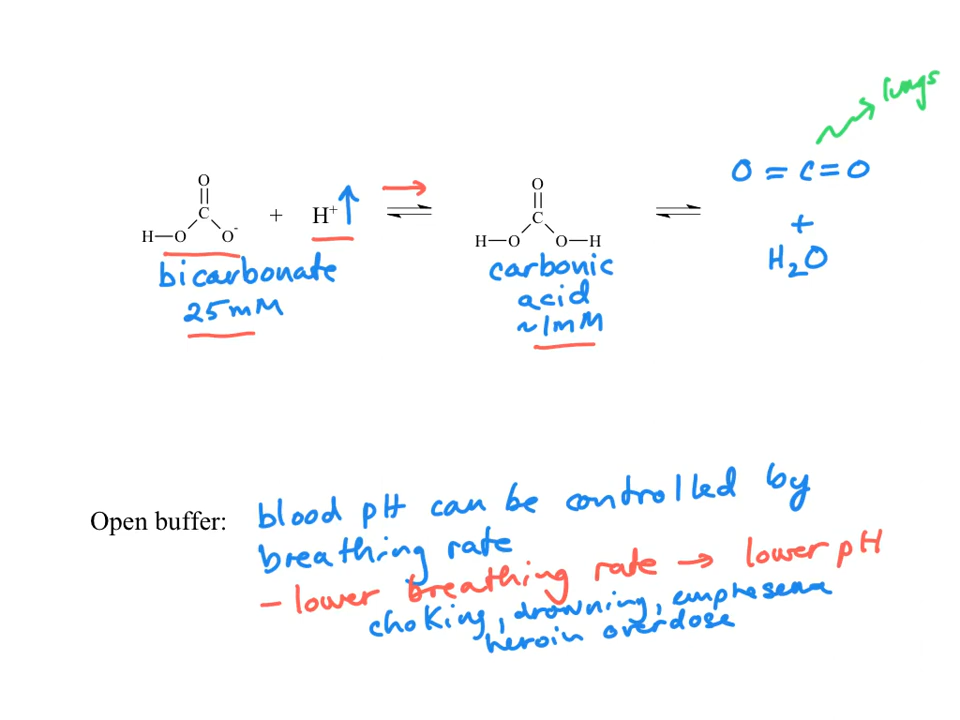 lungs
O = C = O
+
H₂O
O
C
H—O O⁻
+ H⁺
bicarbonate
25mM
O
C
H—O O—H
carbonic
acid
~1mM
Open buffer: blood pH can be controlled by
breathing rate
- lower breathing rate → lower pH
choking, drowning, emphesema
heroin overdose